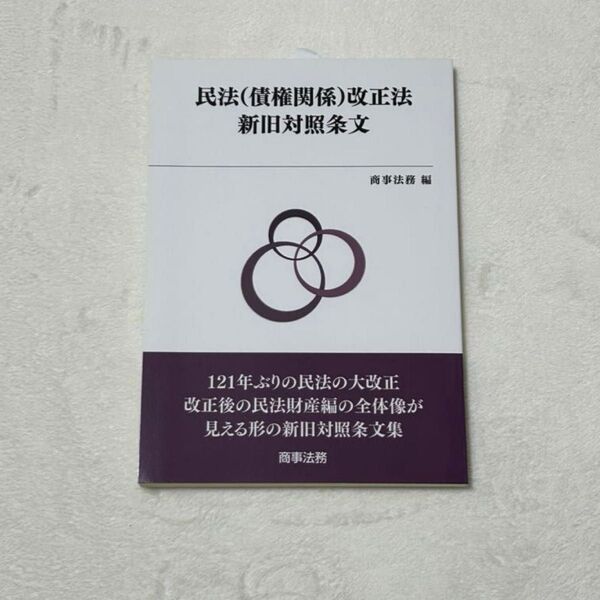 民法(債権関係)改正法
新旧対照条文
商事法務 編
121年ぶりの民法の大改正
改正後の民法財産編の全体像が
見える形の新旧対照条文集
商事法務